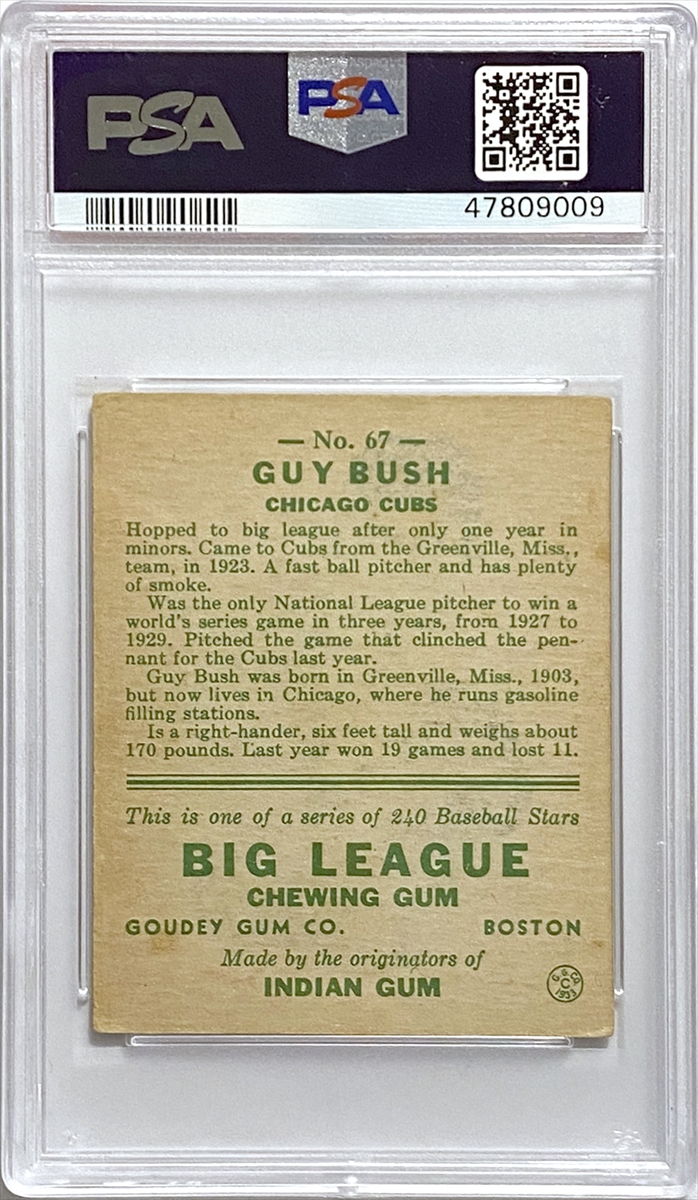 PSA PSA
47809009
— No. 67 —
GUY BUSH
CHICAGO CUBS
Hopped to big league after only one year in
minors. Came to Cubs from the Greenville, Miss.,
team, in 1923. A fast ball pitcher and has plenty
of smoke.
Was the only National League pitcher to win a
world's series game in three years, from 1927 to
1929. Pitched the game that clinched the pen-
nant for the Cubs last year.
Guy Bush was born in Greenville, Miss., 1903,
but now lives in Chicago, where he runs gasoline
filling stations.
Is a right-hander, six feet tall and weighs about
170 pounds. Last year won 19 games and lost 11.
This is one of a series of 240 Baseball Stars
BIG LEAGUE
CHEWING GUM
GOUDEY GUM CO. BOSTON
Made by the originators of
INDIAN GUM
G. G. CO.
C
1933